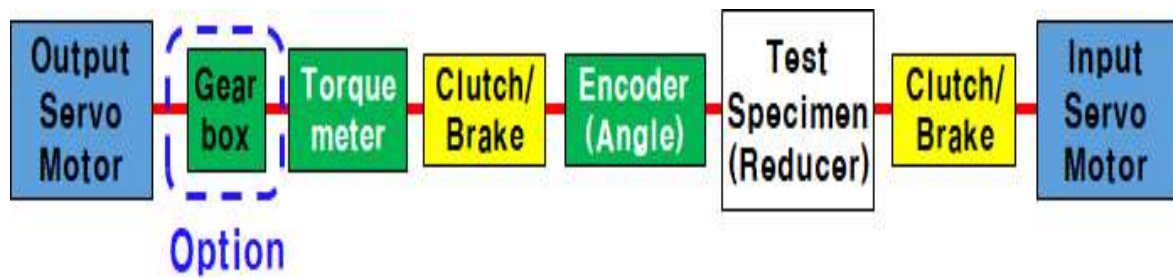 Output
Servo
Motor
Gear
box
Torque
meter
Clutch/
Brake
Encoder
(Angle)
Test
Specimen
(Reducer)
Clutch/
Brake
Input
Servo
Motor
Option